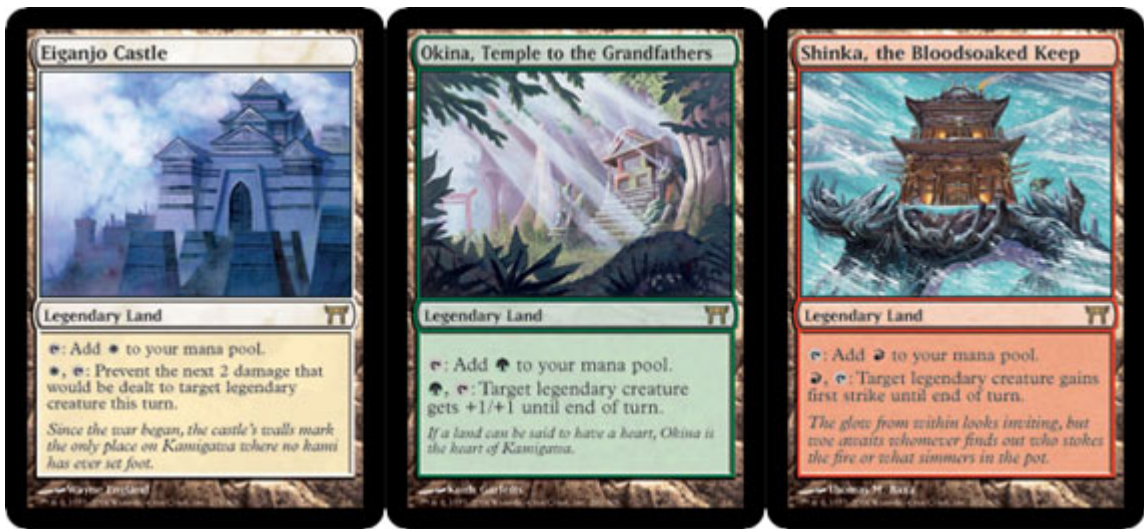 Eiganjo Castle
Legendary Land
: Add to your mana pool.
, : Prevent the next 2 damage that
would be dealt to target legendary
creature this turn.
Since the war began, the castle's walls mark
the only place on Kamigawa where no kami
has ever set foot.
Wayne England
Okina, Temple to the Grandfathers
Legendary Land
: Add to your mana pool.
, : Target legendary creature
gets +1/+1 until end of turn.
If a land can be said to have a heart, Okina is
the heart of Kamigawa.
Keith Garletts
Shinka, the Bloodsoaked Keep
Legendary Land
: Add to your mana pool.
, : Target legendary creature gains
first strike until end of turn.
The glow from within looks inviting, but
woe awaits whomever finds out who stokes
the fire or what simmers in the pot.
Thomas M. Baxa